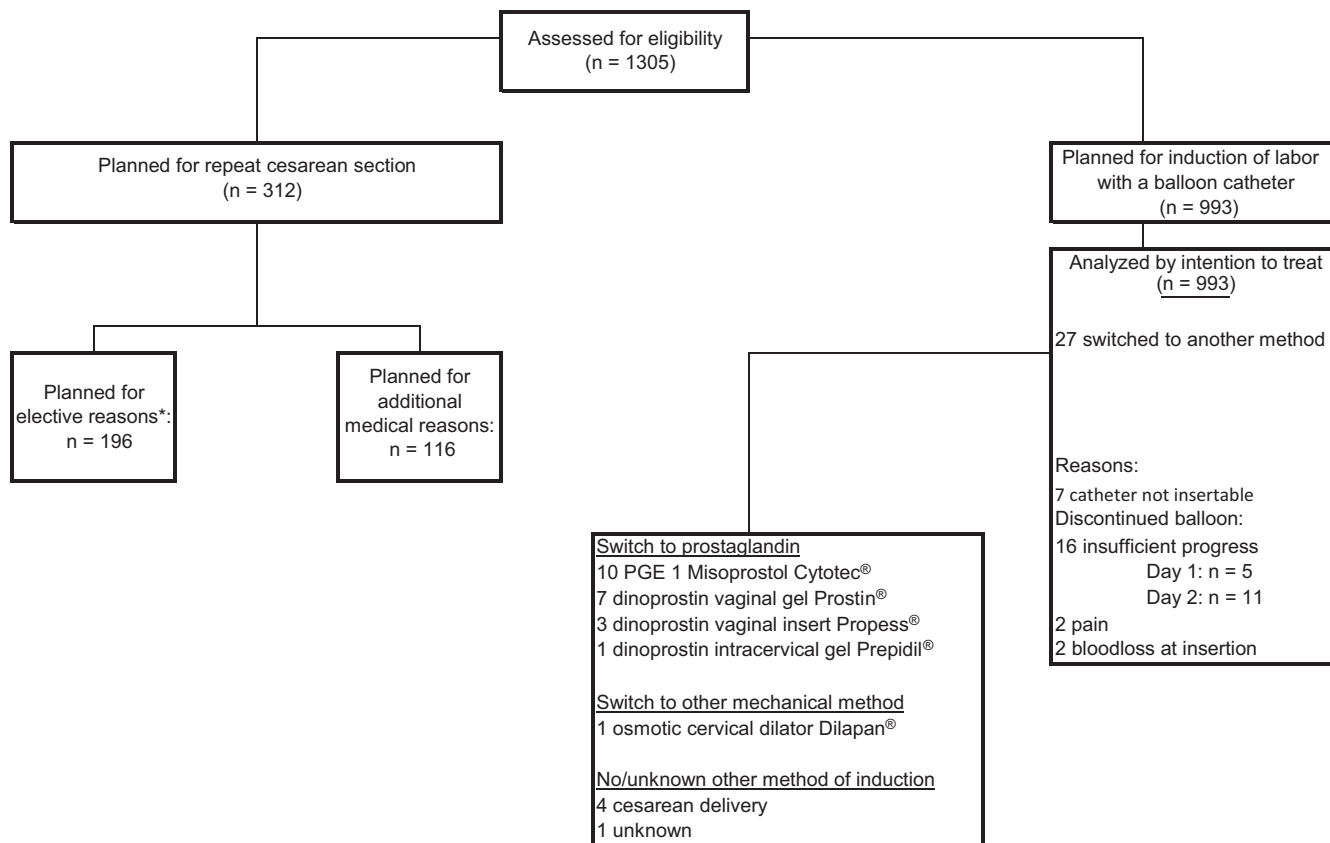 Assessed for eligibility
(n = 1305)
Planned for repeat cesarean section
(n = 312)
Planned for induction of labor
with a balloon catheter
(n = 993)
Analyzed by intention to treat
(n = 993)
27 switched to another method
Reasons:
7 catheter not insertable
Discontinued balloon:
16 insufficient progress
Day 1: n = 5
Day 2: n = 11
2 pain
2 bloodloss at insertion
Planned for
elective reasons*:
n = 196
Planned for
additional
medical reasons:
n = 116
Switch to prostaglandin
10 PGE 1 Misoprostol Cytotec®
7 dinoprostin vaginal gel Prostin®
3 dinoprostin vaginal insert Propess®
1 dinoprostin intracervical gel Prepidil®
Switch to other mechanical method
1 osmotic cervical dilator Dilapan®
No/unknown other method of induction
4 cesarean delivery
1 unknown